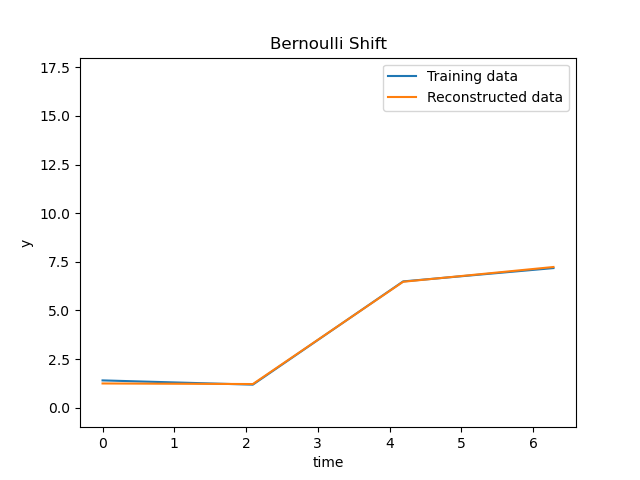 Bernoulli Shift
Training data
Reconstructed data
17.5
15.0
12.5
10.0
7.5
5.0
2.5
0.0
y
0 1 2 3 4 5 6
time